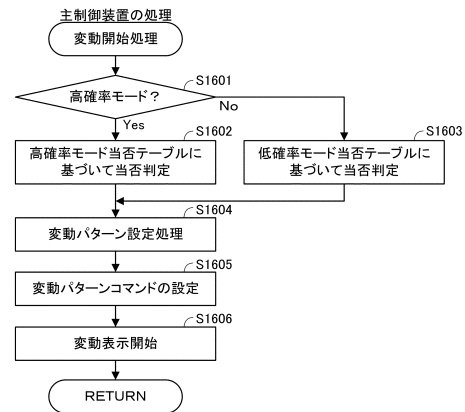 主制御装置の処理
変動開始処理
S1601
高確率モード？
No
Yes
S1602
高確率モード当否テーブルに
基づいて当否判定
S1603
低確率モード当否テーブルに
基づいて当否判定
S1604
変動パターン設定処理
S1605
変動パターンコマンドの設定
S1606
変動表示開始
RETURN